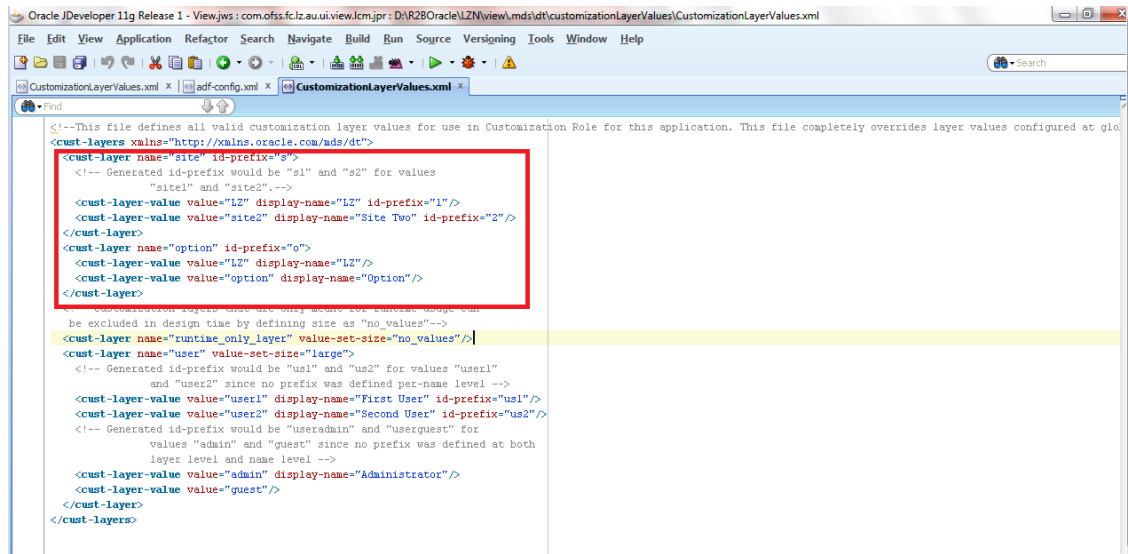 Oracle JDeveloper 11g Release 1 - View.jws : com.ofss.fc.lz.au.ui.view.lcm.jpr : D:\R2BOracle\LZN\view\.mds\dt\customizationLayerValues\CustomizationLayerValues.xml
File Edit View Application Refactor Search Navigate Build Run Source Versioning Tools Window Help
Search
CustomizationLayerValues.xml adf-config.xml CustomizationLayerValues.xml
Find
<!--This file defines all valid customization layer values for use in Customization Role for this application. This file completely overrides layer values configured at glo
<cust-layers xmlns="http://xmlns.oracle.com/mds/dt">
<cust-layer name="site" id-prefix="s">
<!-- Generated id-prefix would be "s1" and "s2" for values
"site1" and "site2".-->
<cust-layer-value value="LZ" display-name="LZ" id-prefix="1"/>
<cust-layer-value value="site2" display-name="Site Two" id-prefix="2"/>
</cust-layer>
<cust-layer name="option" id-prefix="o">
<cust-layer-value value="LZ" display-name="LZ"/>
<cust-layer-value value="option" display-name="Option"/>
</cust-layer>
<!-- Customization layers that are only meant for runtime usage can
be excluded in design time by defining size as "no_values"-->
<cust-layer name="runtime_only_layer" value-set-size="no_values"/>
<cust-layer name="user" value-set-size="large">
<!-- Generated id-prefix would be "us1" and "us2" for values "user1"
and "user2" since no prefix was defined per-name level -->
<cust-layer-value value="user1" display-name="First User" id-prefix="us1"/>
<cust-layer-value value="user2" display-name="Second User" id-prefix="us2"/>
<!-- Generated id-prefix would be "useradmin" and "userguest" for
values "admin" and "guest" since no prefix was defined at both
layer level and name level -->
<cust-layer-value value="admin" display-name="Administrator"/>
<cust-layer-value value="guest"/>
</cust-layer>
</cust-layers>